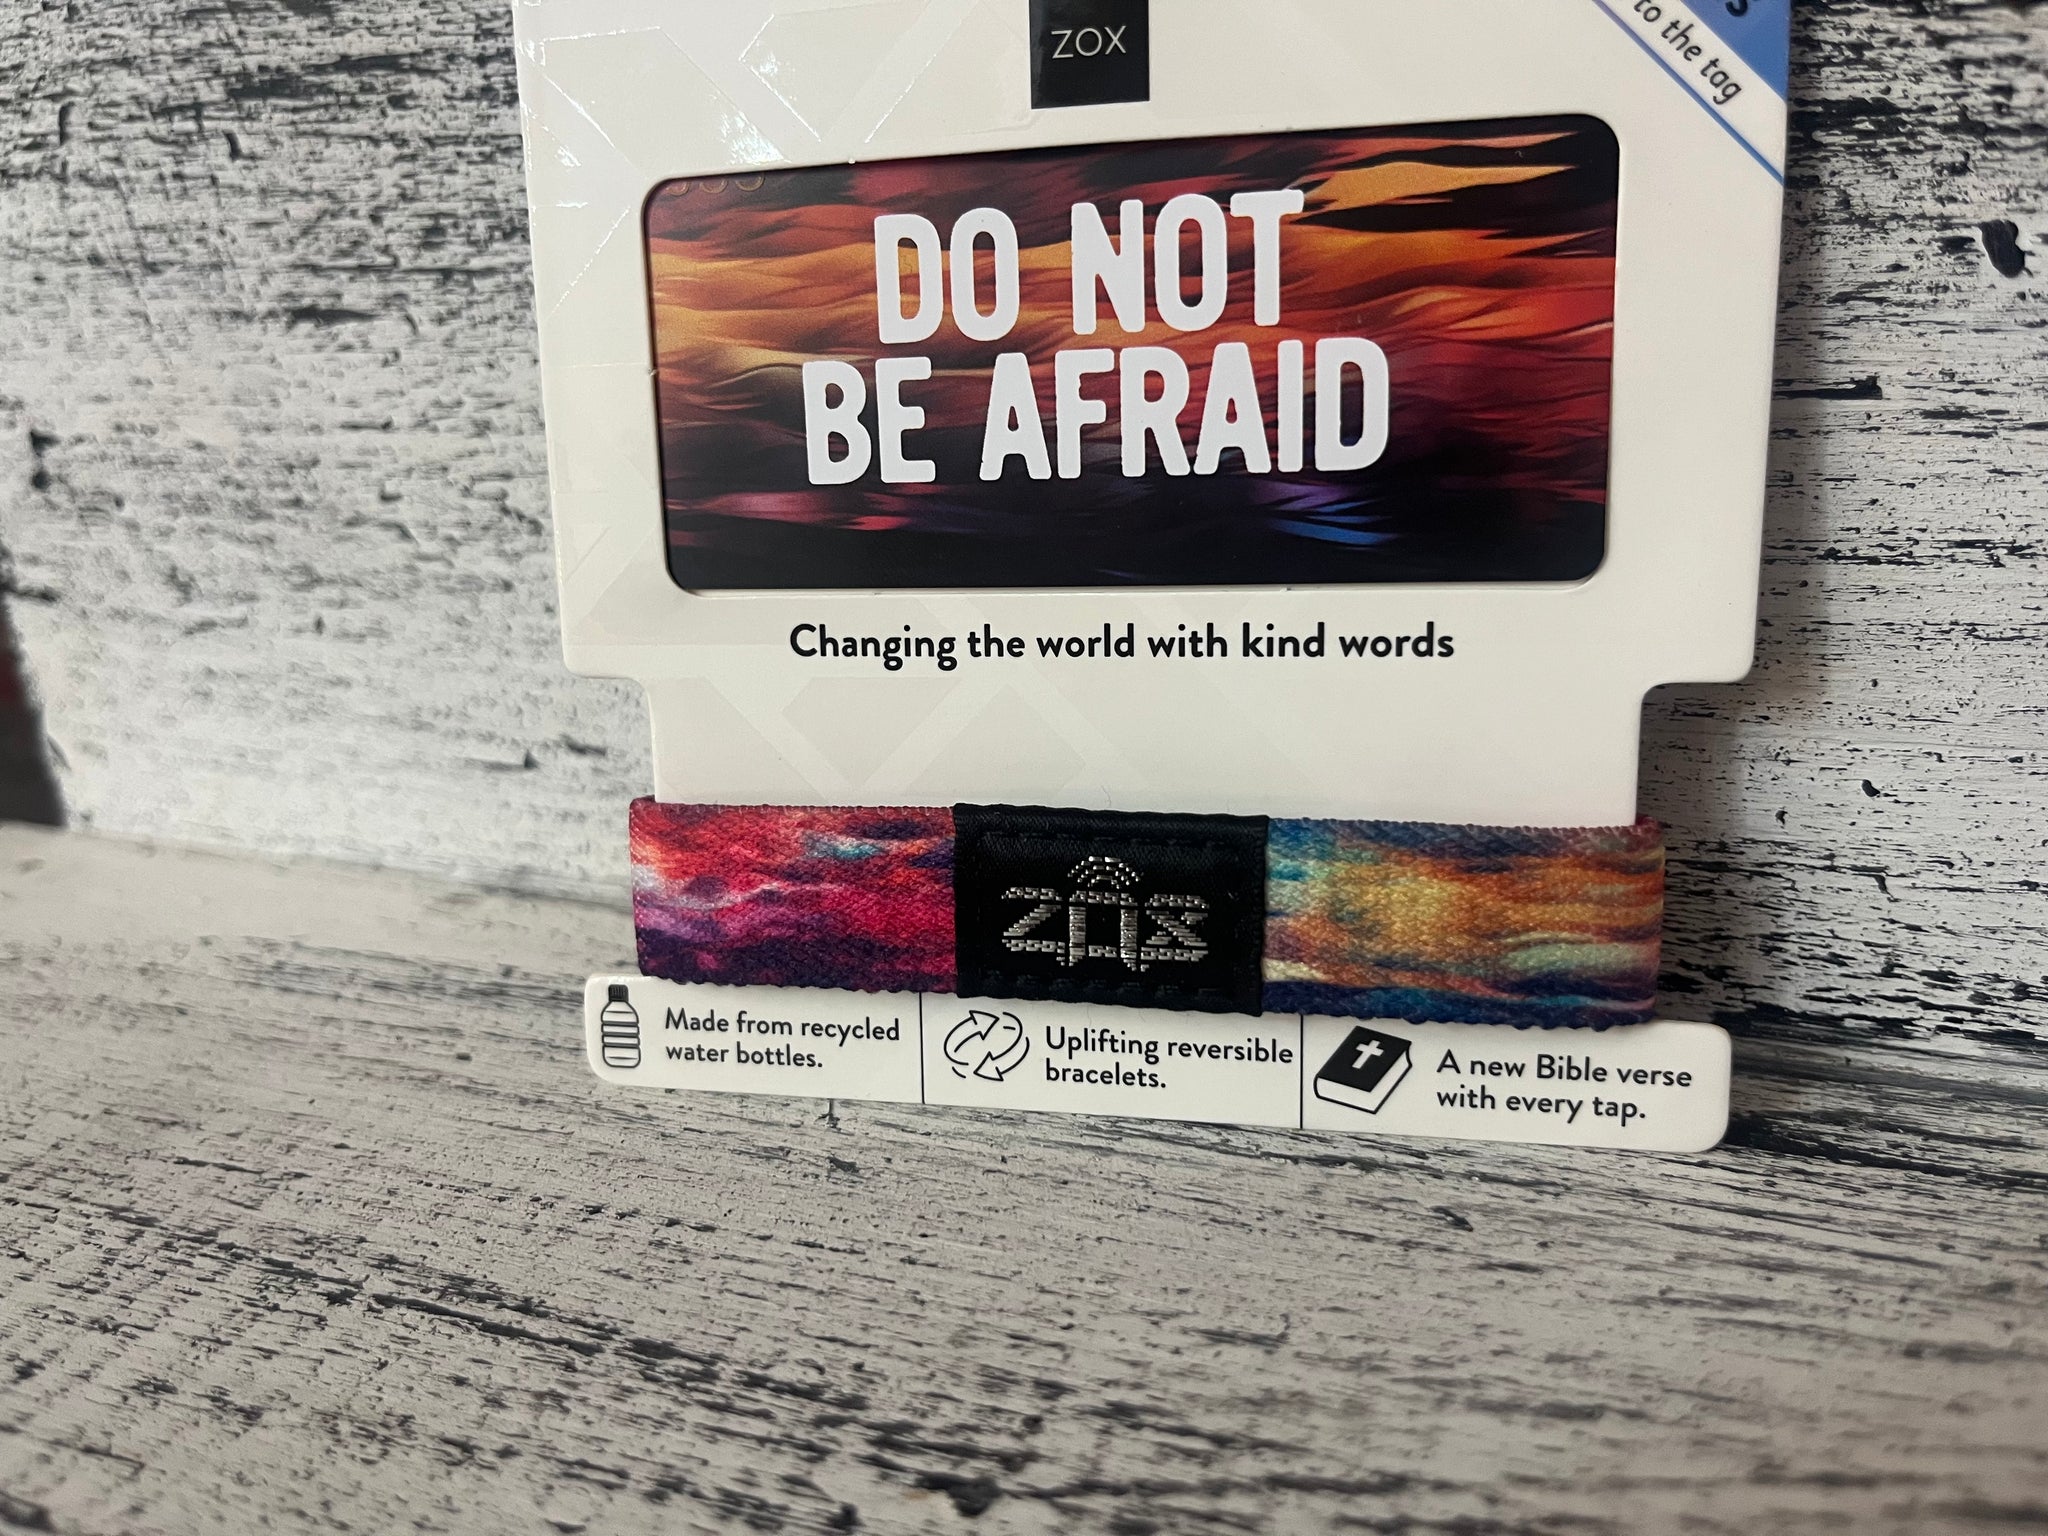 ZOX
to the tag
DO NOT
BE AFRAID
Changing the world with kind words
ZOX
Made from recycled
water bottles.
Uplifting reversible
bracelets.
A new Bible verse
with every tap.